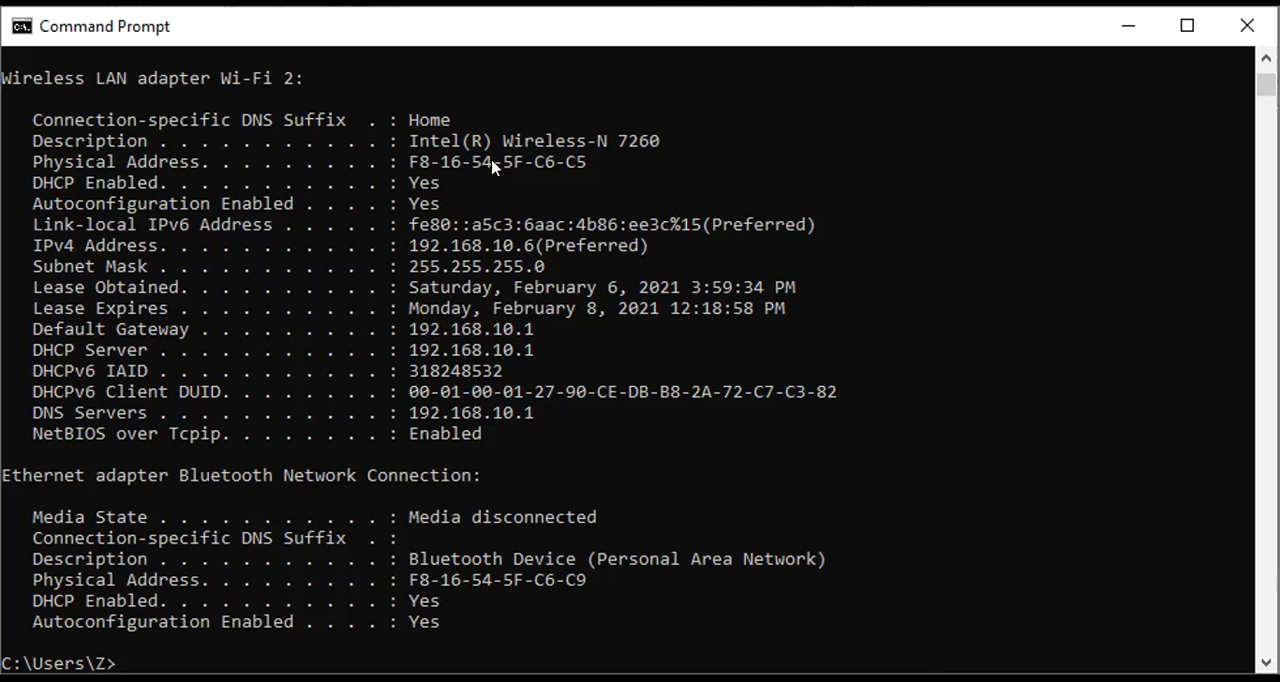 Command Prompt
Wireless LAN adapter Wi-Fi 2:
Connection-specific DNS Suffix  . : Home
Description . . . . . . . . . . . : Intel(R) Wireless-N 7260
Physical Address. . . . . . . . . : F8-16-54-5F-C6-C5
DHCP Enabled. . . . . . . . . . . : Yes
Autoconfiguration Enabled . . . . : Yes
Link-local IPv6 Address . . . . . : fe80::a5c3:6aac:4b86:ee3c%15(Preferred)
IPv4 Address. . . . . . . . . . . : 192.168.10.6(Preferred)
Subnet Mask . . . . . . . . . . . : 255.255.255.0
Lease Obtained. . . . . . . . . . : Saturday, February 6, 2021 3:59:34 PM
Lease Expires . . . . . . . . . . : Monday, February 8, 2021 12:18:58 PM
Default Gateway . . . . . . . . . : 192.168.10.1
DHCP Server . . . . . . . . . . . : 192.168.10.1
DHCPv6 IAID . . . . . . . . . . . : 318248532
DHCPv6 Client DUID. . . . . . . . : 00-01-00-01-27-90-CE-DB-B8-2A-72-C7-C3-82
DNS Servers . . . . . . . . . . . : 192.168.10.1
NetBIOS over Tcpip. . . . . . . . : Enabled
Ethernet adapter Bluetooth Network Connection:
Media State . . . . . . . . . . . : Media disconnected
Connection-specific DNS Suffix  . :
Description . . . . . . . . . . . : Bluetooth Device (Personal Area Network)
Physical Address. . . . . . . . . : F8-16-54-5F-C6-C9
DHCP Enabled. . . . . . . . . . . : Yes
Autoconfiguration Enabled . . . . : Yes
C:\Users\Z>